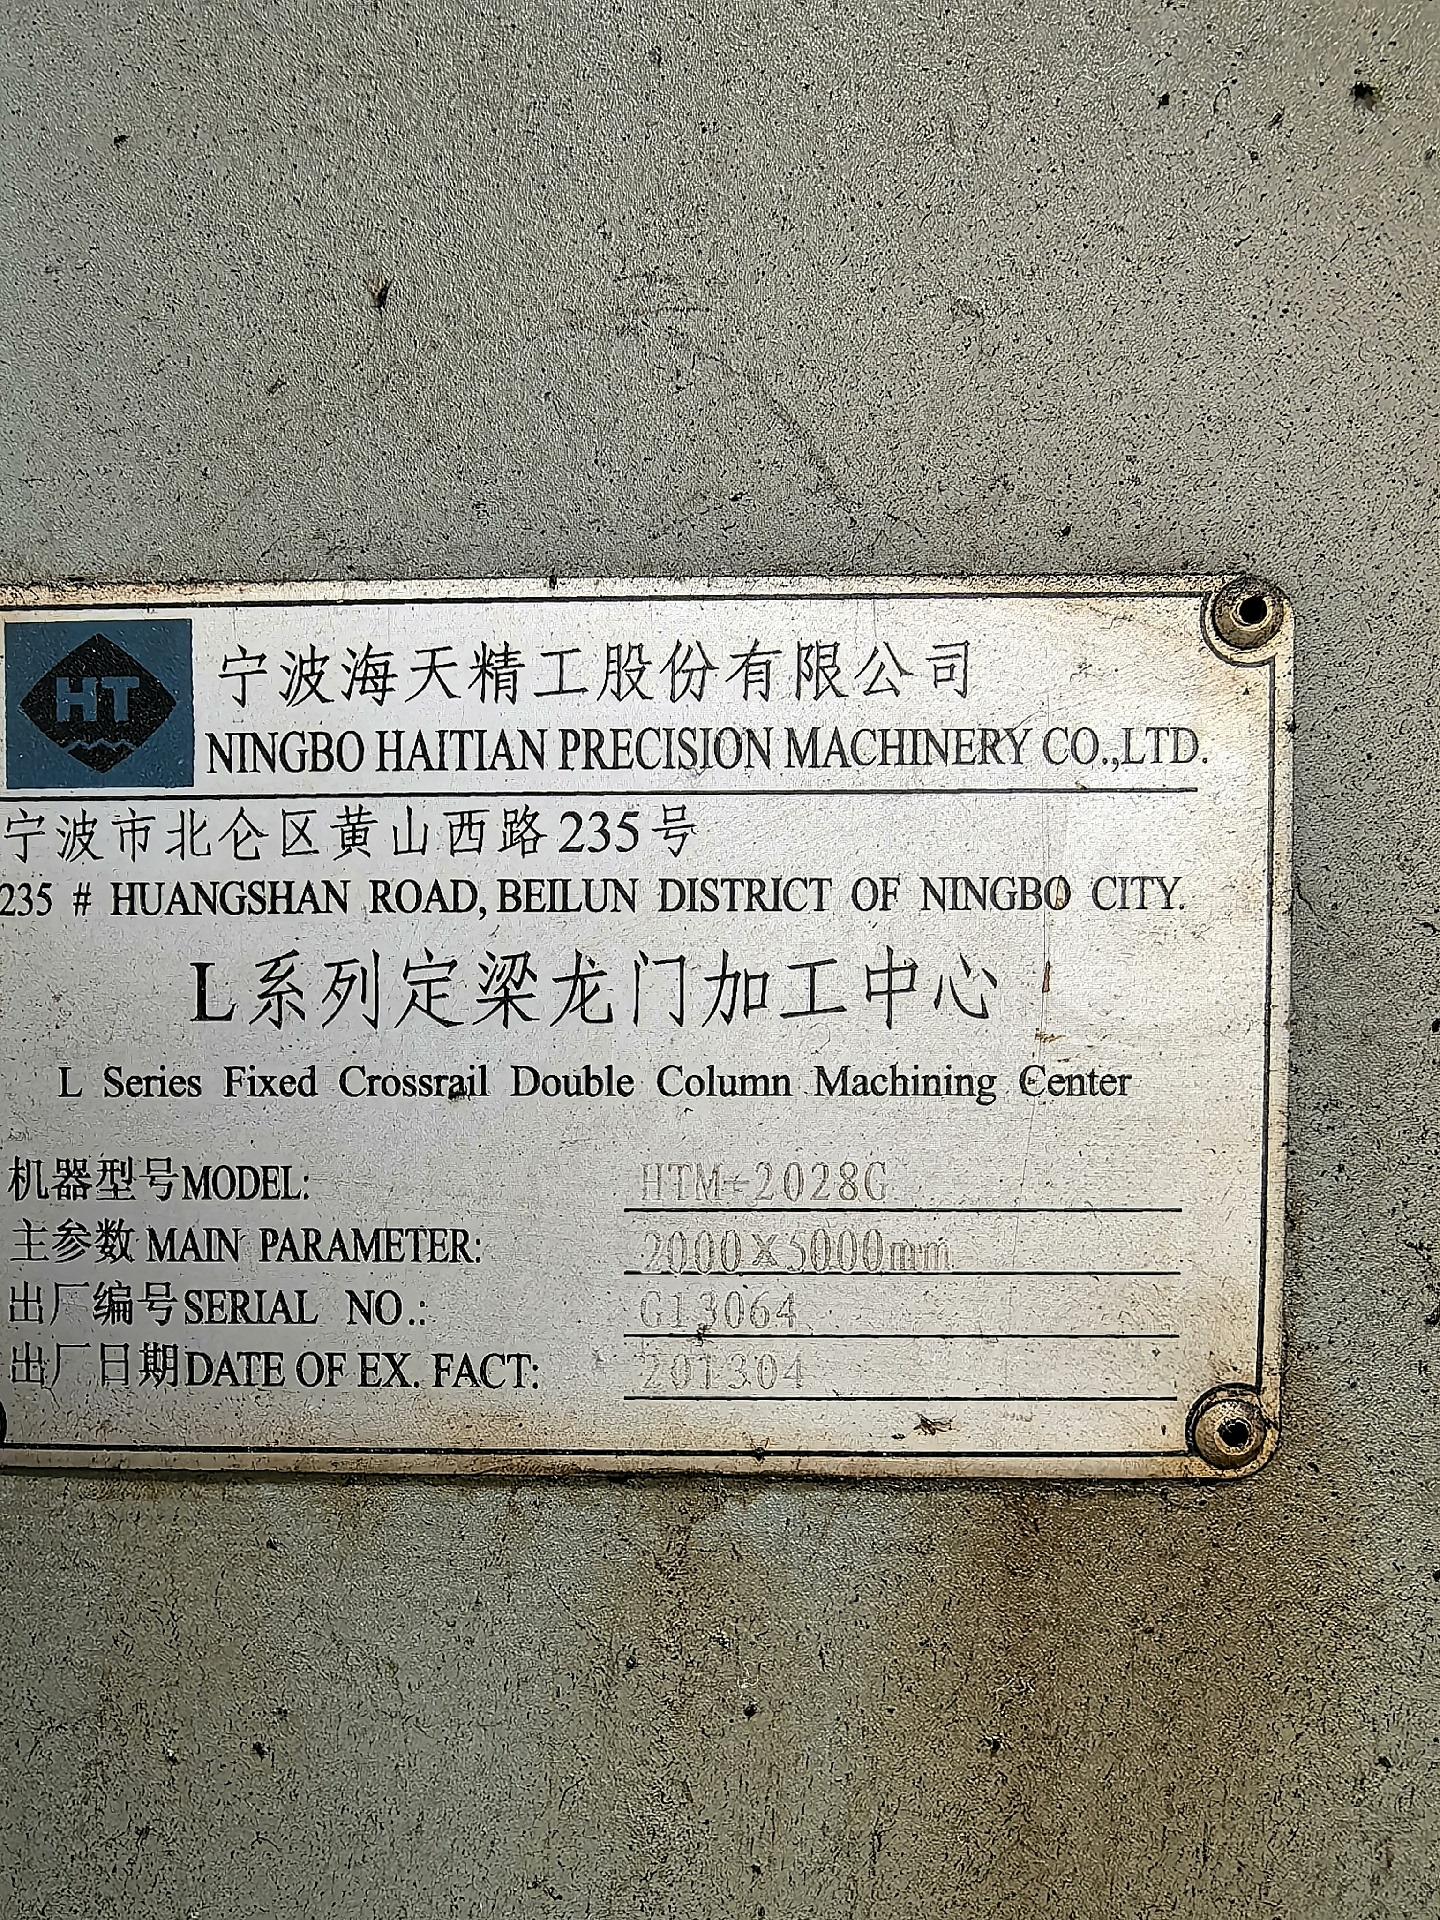 HT
宁波海天精工股份有限公司
NINGBO HAITIAN PRECISION MACHINERY CO.,LTD.
宁波市北仑区黄山西路235号
235 # HUANGSHAN ROAD, BEILUN DISTRICT OF NINGBO CITY.
L系列定梁龙门加工中心
L Series Fixed Crossrail Double Column Machining Center
机器型号MODEL: HTM-2028G
主参数 MAIN PARAMETER: 2000×5000mm
出厂编号SERIAL NO.: G13064
出厂日期DATE OF EX. FACT: 201304